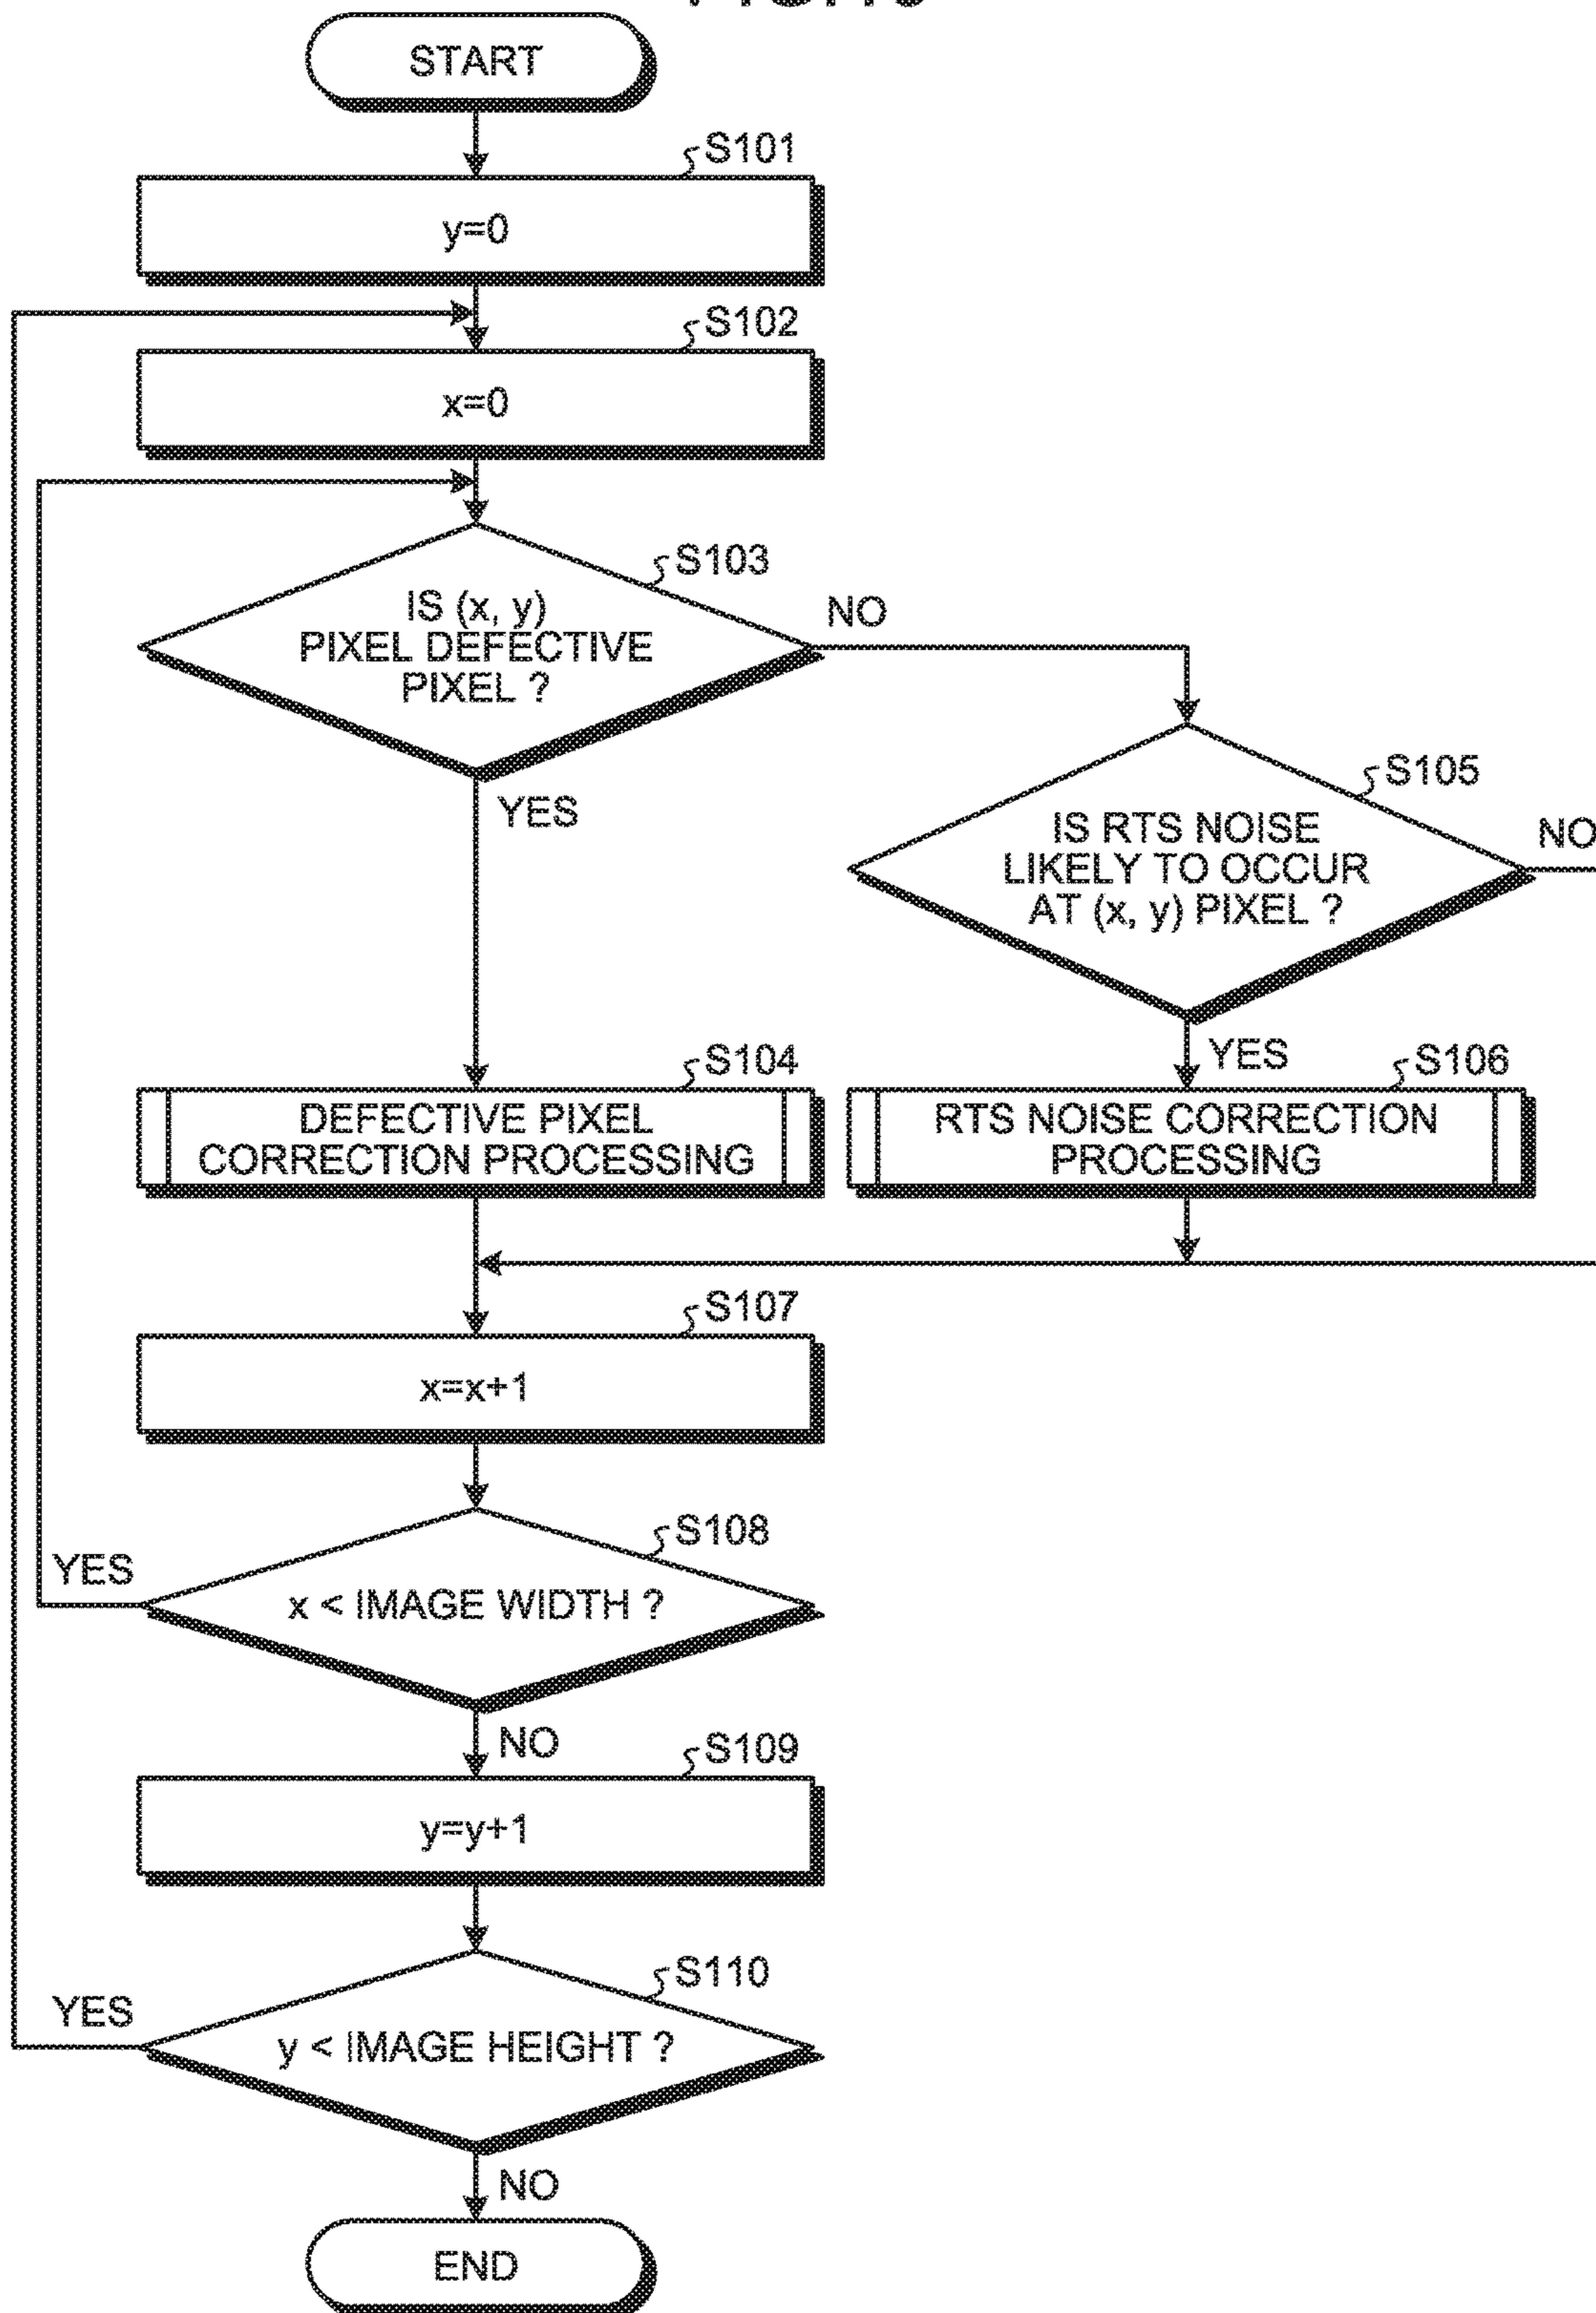 START
S101
y=0
S102
x=0
S103
IS (x, y)
PIXEL DEFECTIVE
PIXEL ?
NO
YES
S105
IS RTS NOISE
LIKELY TO OCCUR
AT (x, y) PIXEL ?
NO
YES
S104
DEFECTIVE PIXEL
CORRECTION PROCESSING
S106
RTS NOISE CORRECTION
PROCESSING
S107
x=x+1
S108
x < IMAGE WIDTH ?
YES
NO
S109
y=y+1
S110
y < IMAGE HEIGHT ?
YES
NO
END